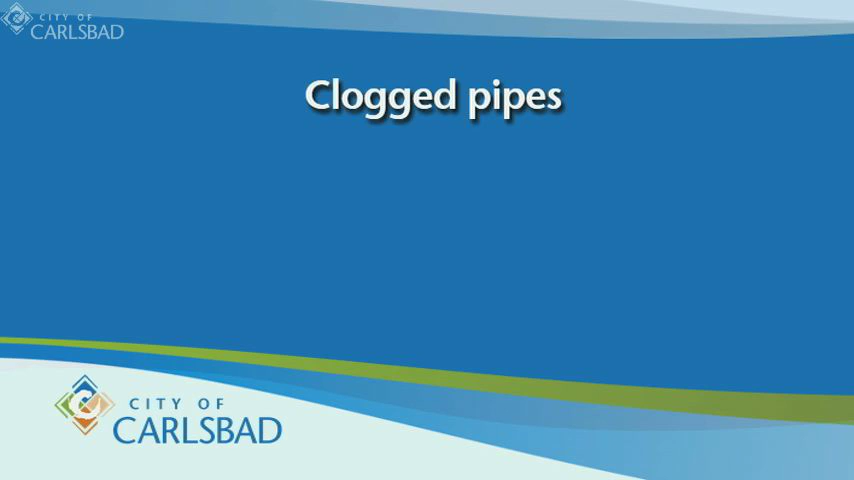 CITY OF
CARLSBAD
Clogged pipes
CITY OF
CARLSBAD